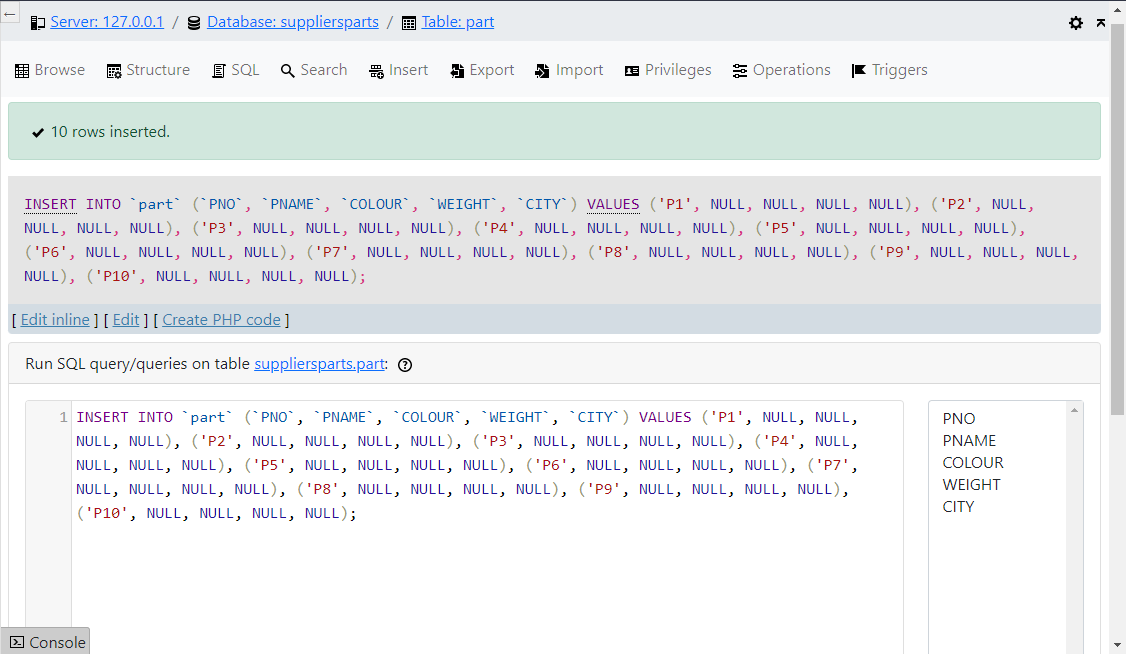 Server: 127.0.0.1 / Database: suppliersparts / Table: part
Browse Structure SQL Search Insert Export Import Privileges Operations Triggers
10 rows inserted.
INSERT INTO `part` (`PNO`, `PNAME`, `COLOUR`, `WEIGHT`, `CITY`) VALUES ('P1', NULL, NULL, NULL, NULL), ('P2', NULL,
NULL, NULL, NULL), ('P3', NULL, NULL, NULL, NULL), ('P4', NULL, NULL, NULL, NULL), ('P5', NULL, NULL, NULL, NULL),
('P6', NULL, NULL, NULL, NULL), ('P7', NULL, NULL, NULL, NULL), ('P8', NULL, NULL, NULL, NULL), ('P9', NULL, NULL, NULL,
NULL), ('P10', NULL, NULL, NULL, NULL);
[ Edit inline ] [ Edit ] [ Create PHP code ]
Run SQL query/queries on table suppliersparts.part:
1 INSERT INTO `part` (`PNO`, `PNAME`, `COLOUR`, `WEIGHT`, `CITY`) VALUES ('P1', NULL, NULL,
NULL, NULL), ('P2', NULL, NULL, NULL, NULL), ('P3', NULL, NULL, NULL, NULL), ('P4', NULL,
NULL, NULL, NULL), ('P5', NULL, NULL, NULL, NULL), ('P6', NULL, NULL, NULL, NULL), ('P7',
NULL, NULL, NULL, NULL), ('P8', NULL, NULL, NULL, NULL), ('P9', NULL, NULL, NULL, NULL),
('P10', NULL, NULL, NULL, NULL);
PNO
PNAME
COLOUR
WEIGHT
CITY
Console